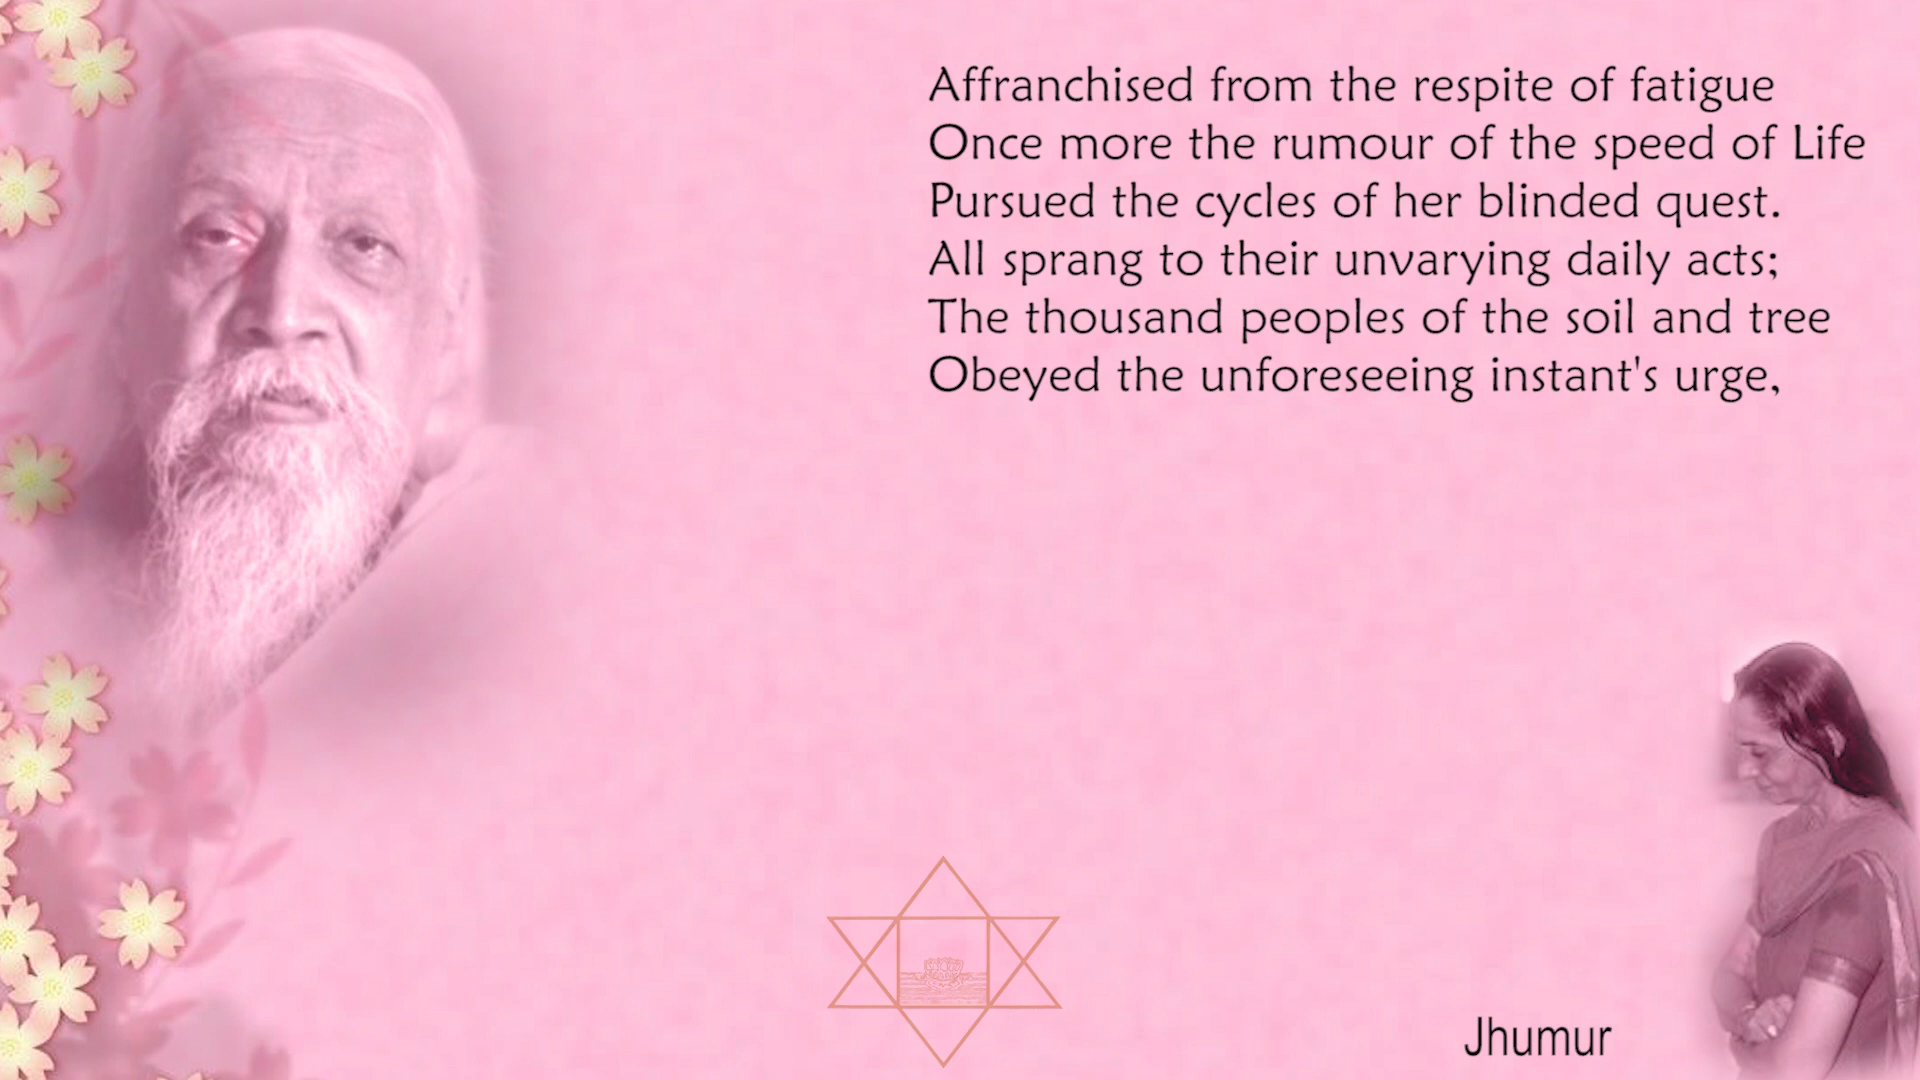 Affranchised from the respite of fatigue
Once more the rumour of the speed of Life
Pursued the cycles of her blinded quest.
All sprang to their unvarying daily acts;
The thousand peoples of the soil and tree
Obeyed the unforeseeing instant's urge,
Jhumur